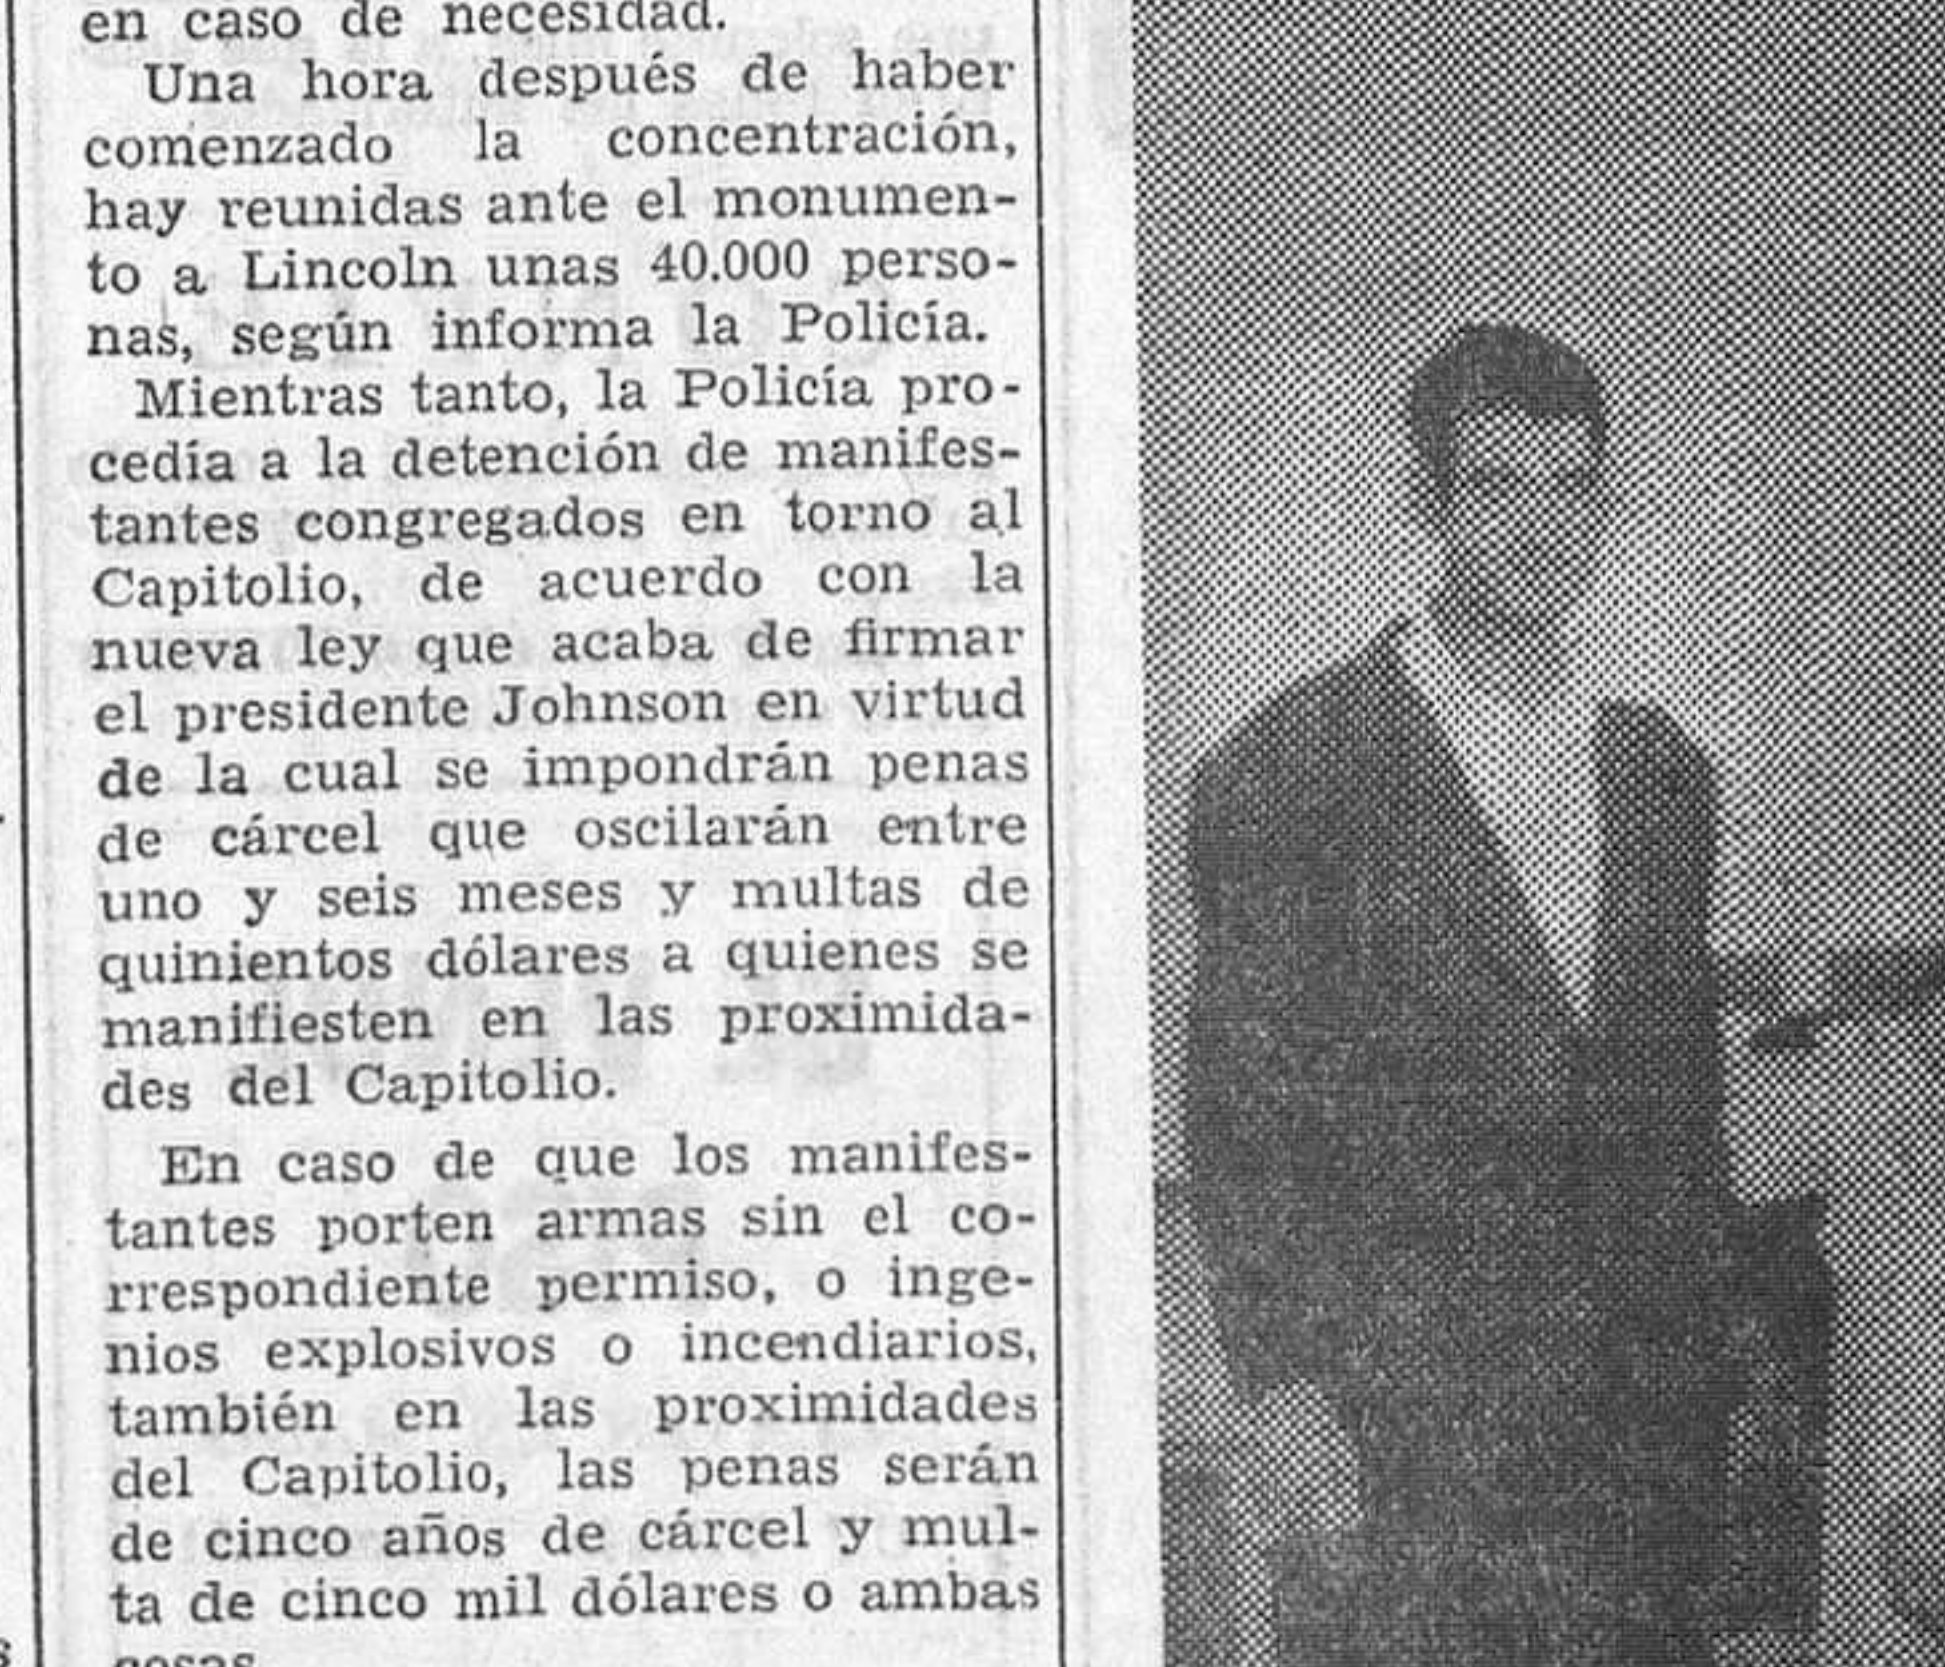 en caso de necesidad.
Una hora después de haber
comenzado la concentración,
hay reunidas ante el monumen-
to a Lincoln unas 40.000 perso-
nas, según informa la Policía.
Mientras tanto, la Policía pro-
cedía a la detención de manifes-
tantes congregados en torno al
Capitolio, de acuerdo con la
nueva ley que acaba de firmar
el presidente Johnson en virtud
de la cual se impondrán penas
de cárcel que oscilarán entre
uno y seis meses y multas de
quinientos dólares a quienes se
manifiesten en las proximida-
des del Capitolio.
En caso de que los manifes-
tantes porten armas sin el co-
rrespondiente permiso, o inge-
nios explosivos o incendiarios,
también en las proximidades
del Capitolio, las penas serán
de cinco años de cárcel y mul-
ta de cinco mil dólares o ambas
cosas